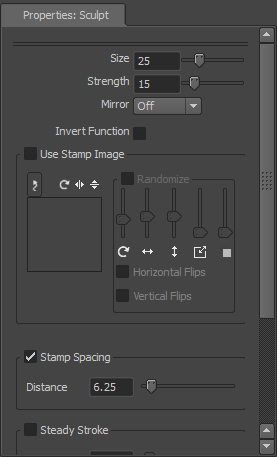 Properties: Sculpt
Size 25
Strength 15
Mirror Off
Invert Function
Use Stamp Image
Randomize
Horizontal Flips
Vertical Flips
Stamp Spacing
Distance 6.25
Steady Stroke